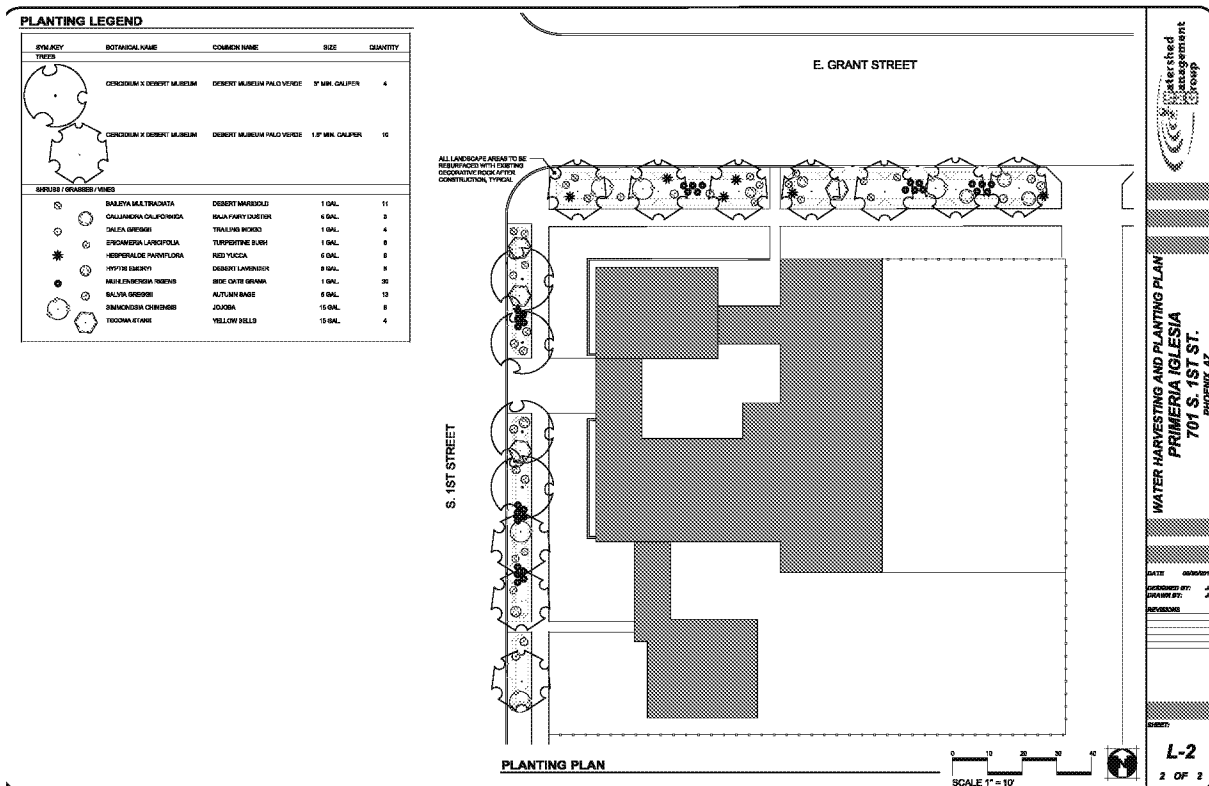 PLANTING LEGEND
SYM./KEY BOTANICAL NAME COMMON NAME SIZE QUANTITY
TREES
CERCIDIUM X DESERT MUSEUM DESERT MUSEUM PALO VERDE 3" MIN. CALIPER 4
CERCIDIUM X DESERT MUSEUM DESERT MUSEUM PALO VERDE 1.5" MIN. CALIPER 10
SHRUBS / GRASSES / VINES
BAILEYA MULTIRADIATA DESERT MARIGOLD 1 GAL. 11
CALLIANDRA CALIFORNICA BAJA FAIRY DUSTER 5 GAL. 3
DALEA GREGGII TRAILING INDIGO 1 GAL. 4
ERICAMERIA LARICIFOLIA TURPENTINE BUSH 1 GAL.
HESPERALOE PARVIFLORA RED YUCCA 5 GAL.
HYPTIS EMORYI DESERT LAVENDER 5 GAL.
MUHLENBERGIA RIGENS SIDE OATS GRAMA 1 GAL. 30
SALVIA GREGGII AUTUMN SAGE 5 GAL. 13
SIMMONDSIA CHINENSIS JOJOBA 15 GAL.
TECOMA STANS YELLOW BELLS 15 GAL. 4
E. GRANT STREET
ALL LANDSCAPE AREAS TO BE
RESURFACED WITH EXISTING
DECORATIVE ROCK AFTER
CONSTRUCTION, TYPICAL
S. 1ST STREET
PLANTING PLAN
0 10 20 30 40
SCALE 1" = 10'
N
Watershed
Management
Group
WATER HARVESTING AND PLANTING PLAN
PRIMERIA IGLESIA
701 S. 1ST ST.
PHOENIX, AZ
DATE
DESIGNED BY:
DRAWN BY:
REVISIONS
SHEET:
L-2
2 OF 2